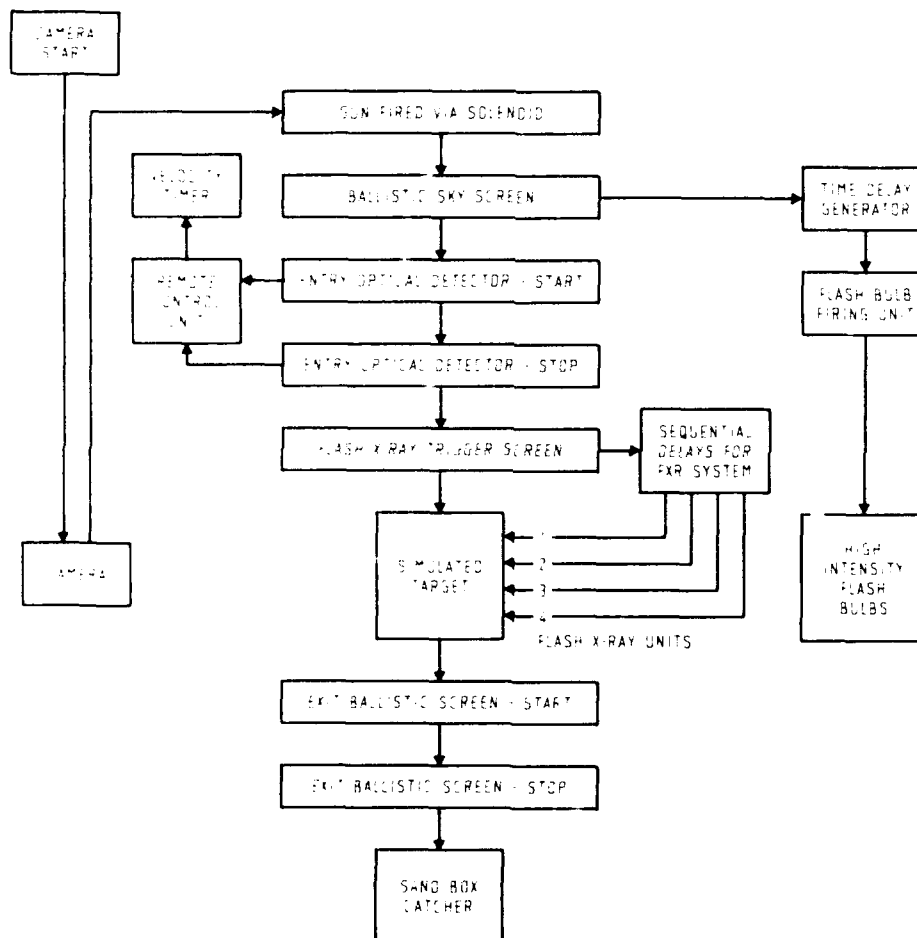 CAMERA
START
GUN FIRED VIA SOLENOID
VELOCITY
TIMER
BALLISTIC SKY SCREEN
TIME DELAY
GENERATOR
REMOTE
CONTROL
UNIT
ENTRY OPTICAL DETECTOR - START
FLASH BULB
FIRING UNIT
ENTRY OPTICAL DETECTOR - STOP
FLASH X-RAY TRIGGER SCREEN
SEQUENTIAL
DELAYS FOR
FXR SYSTEM
CAMERA
SIMULATED
TARGET
1
2
3
4
FLASH X-RAY UNITS
HIGH
INTENSITY
FLASH
BULBS
EXIT BALLISTIC SCREEN - START
EXIT BALLISTIC SCREEN - STOP
SAND BOX
CATCHER